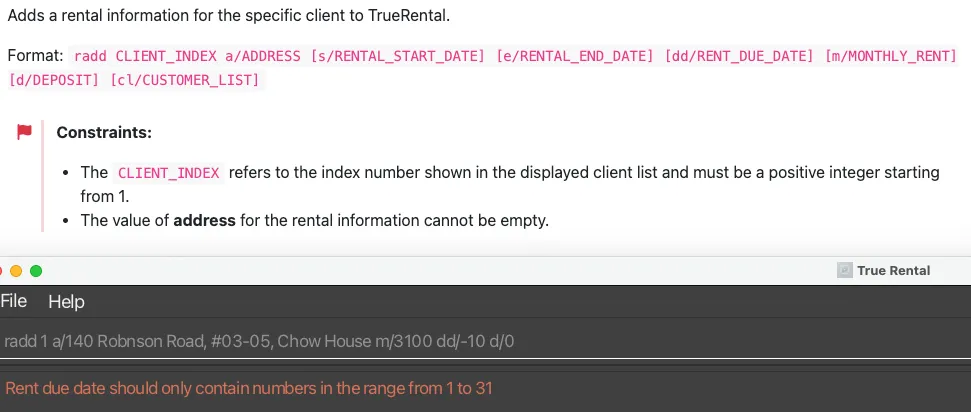 Adds a rental information for the specific client to TrueRental.
Format: radd CLIENT_INDEX a/ADDRESS [s/RENTAL_START_DATE] [e/RENTAL_END_DATE] [dd/RENT_DUE_DATE] [m/MONTHLY_RENT]
[d/DEPOSIT] [cl/CUSTOMER_LIST]
Constraints:
• The CLIENT_INDEX refers to the index number shown in the displayed client list and must be a positive integer starting
from 1.
• The value of address for the rental information cannot be empty.
True Rental
File Help
radd 1 a/140 Robnson Road, #03-05, Chow House m/3100 dd/-10 d/0
Rent due date should only contain numbers in the range from 1 to 31